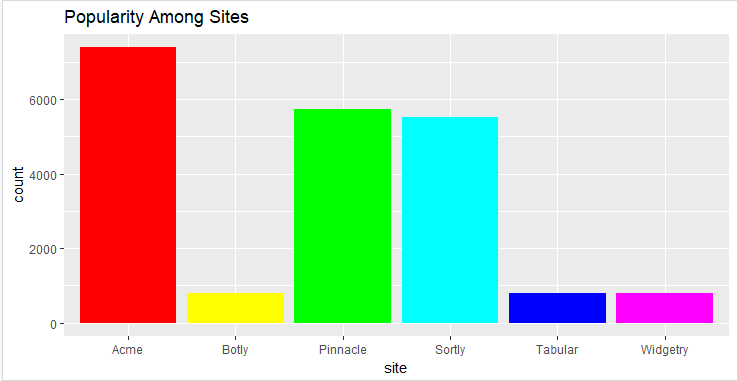 Popularity Among Sites
count
6000
4000
2000
0
Acme Botly Pinnacle Sortly Tabular Widgetry
site